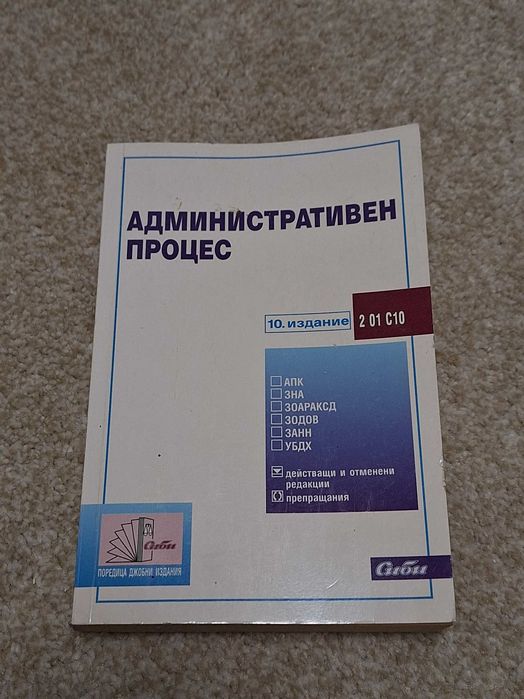 АДМИНИСТРАТИВЕН
ПРОЦЕС
10. издание
2 01 C10
АПК
ЗНА
ЗОАРАКСД
ЗОДОВ
ЗАНН
УБДХ
действащи и отменени
редакции
препращания
Сиби
ПОРЕДИЦА ДЖОБНИ ИЗДАНИЯ
Сиби